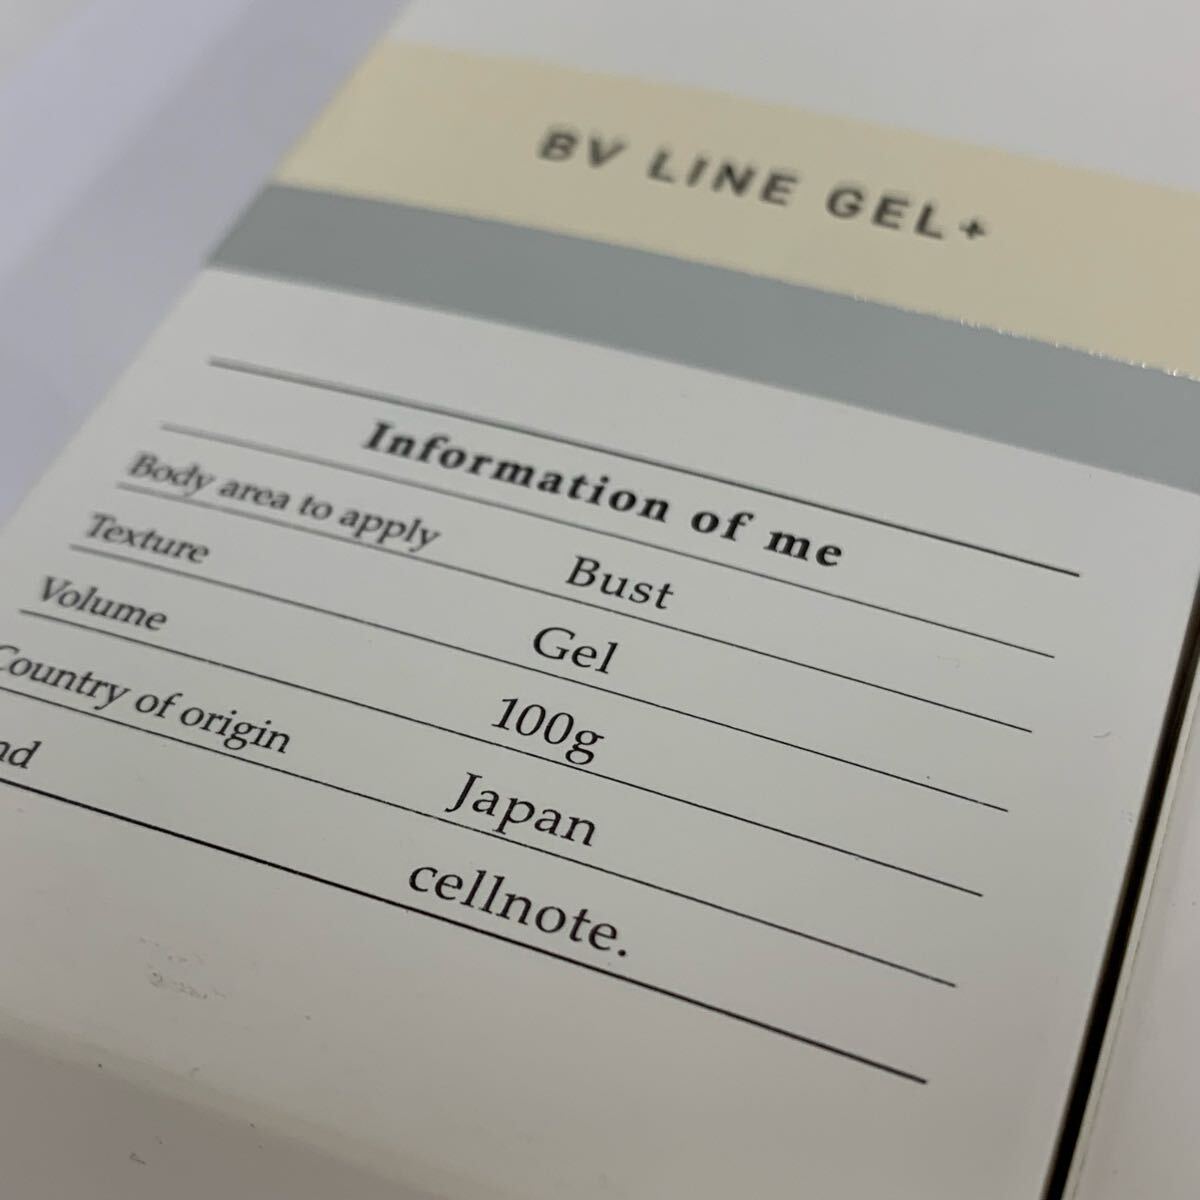 BV LINE GEL+
Information of me
Body area to apply Bust
Texture Gel
Volume 100g
Country of origin Japan
nd cellnote.